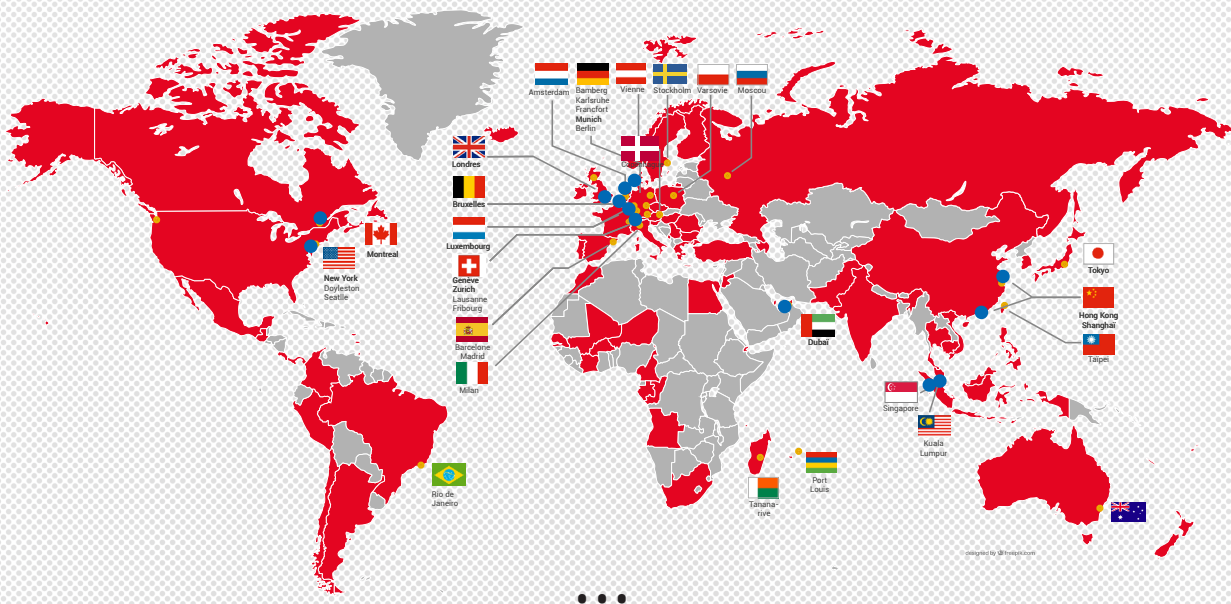 Amsterdam
Bamberg
Karlsruhe
Francfort
Munich
Berlin
Vienne
Stockholm
Varsovie
Moscou
Londres
Bruxelles
Luxembourg
Genève
Zurich
Lausanne
Fribourg
Barcelone
Madrid
Milan
Montreal
New York
Doyleston
Seatlle
Rio de
Janeiro
Dubaï
Tokyo
Hong Kong
Shanghaï
Taïpei
Singapore
Kuala
Lumpur
Port
Louis
Tanana-
rive
designed by freepik.com